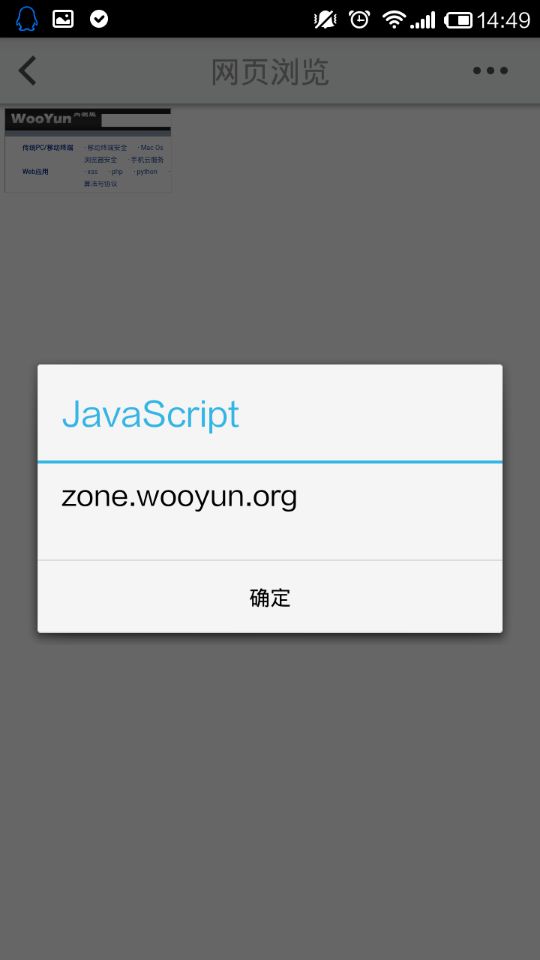 14:49
网页浏览
WooYun
传统PC/移动终端 · 移动终端安全 · Mac Os
浏览器安全 · 手机云服务
Web应用 · xss · php · python ·
算法与协议
JavaScript
zone.wooyun.org
确定